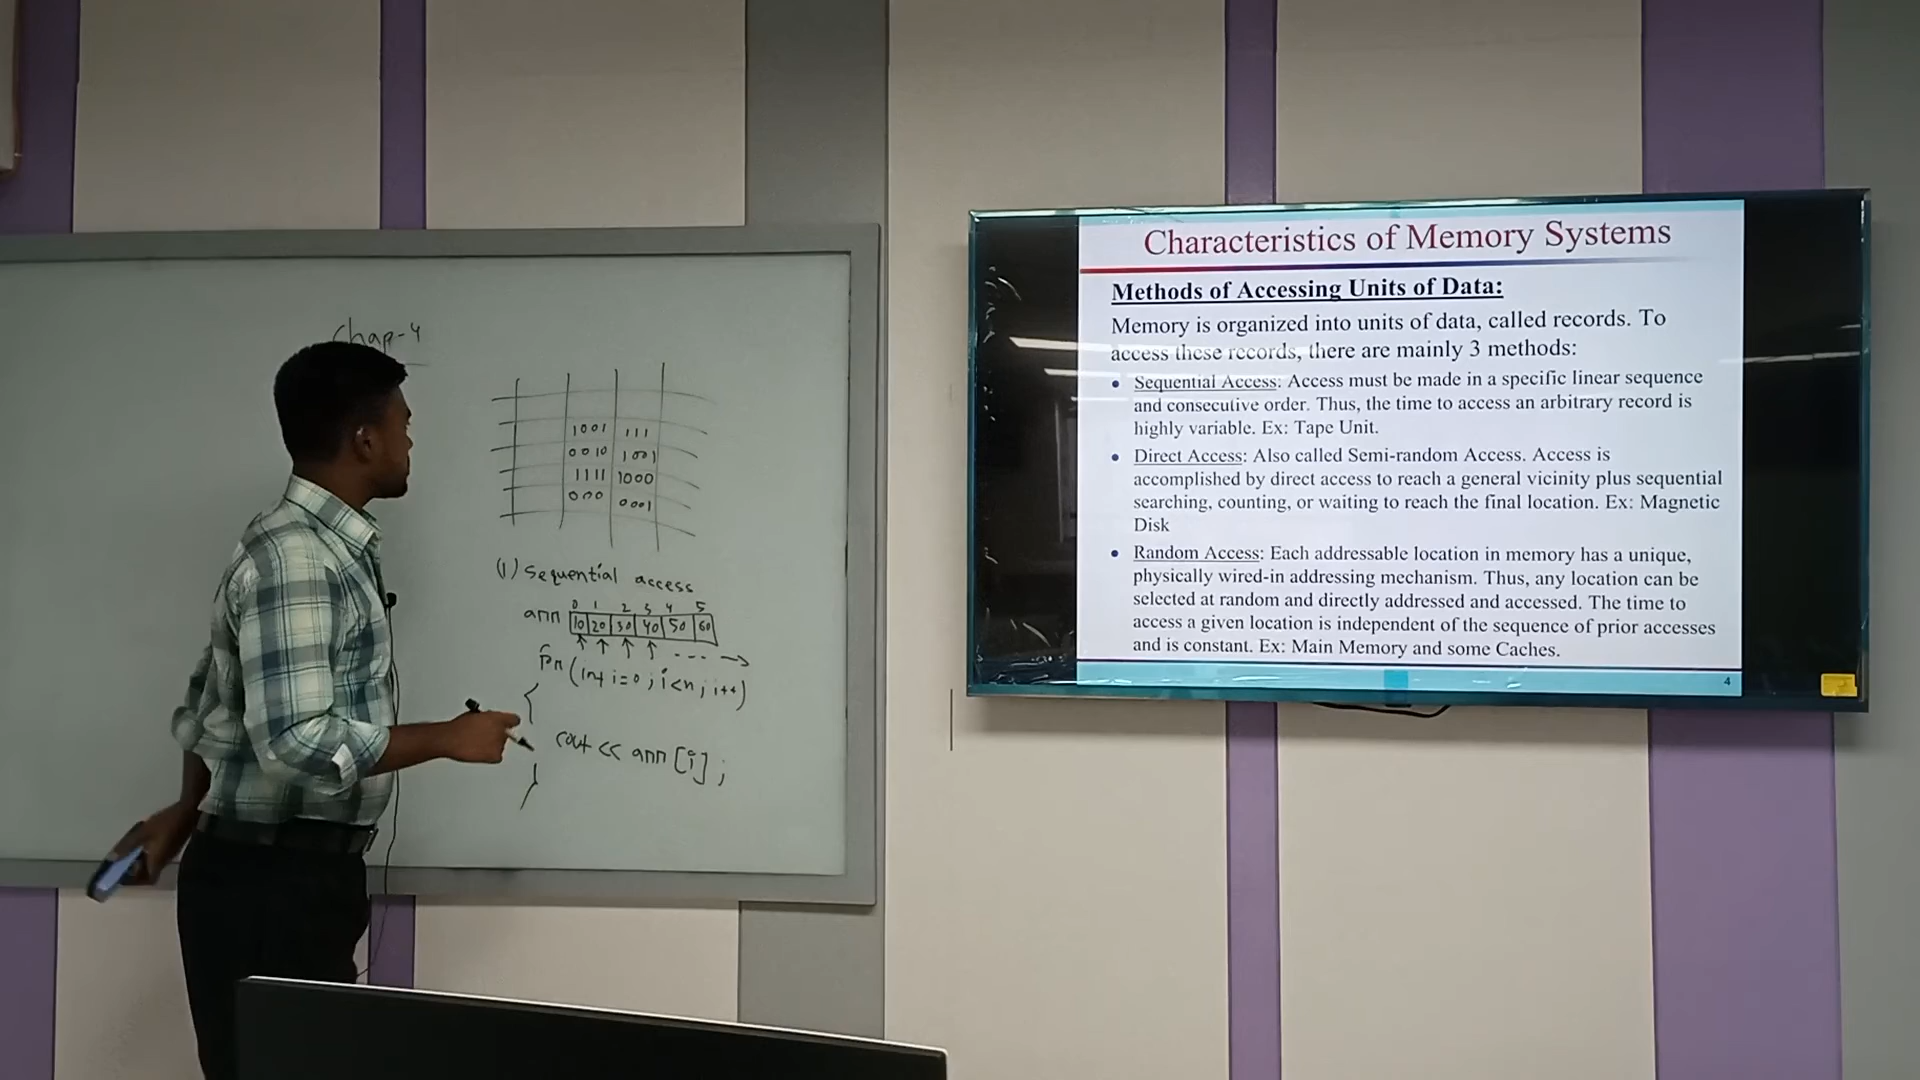 Chap-4
1001 111
0010 1001
1111 1000
000 0001
(1) Sequential access
0 1 2 3 4 5
arr 10 20 30 40 50 60
for (int i=0; i<n; i++)
{
cout << arr[i];
}
Characteristics of Memory Systems
Methods of Accessing Units of Data:
Memory is organized into units of data, called records. To
access these records, there are mainly 3 methods:
• Sequential Access: Access must be made in a specific linear sequence
and consecutive order. Thus, the time to access an arbitrary record is
highly variable. Ex: Tape Unit.
• Direct Access: Also called Semi-random Access. Access is
accomplished by direct access to reach a general vicinity plus sequential
searching, counting, or waiting to reach the final location. Ex: Magnetic
Disk
• Random Access: Each addressable location in memory has a unique,
physically wired-in addressing mechanism. Thus, any location can be
selected at random and directly addressed and accessed. The time to
access a given location is independent of the sequence of prior accesses
and is constant. Ex: Main Memory and some Caches.
4